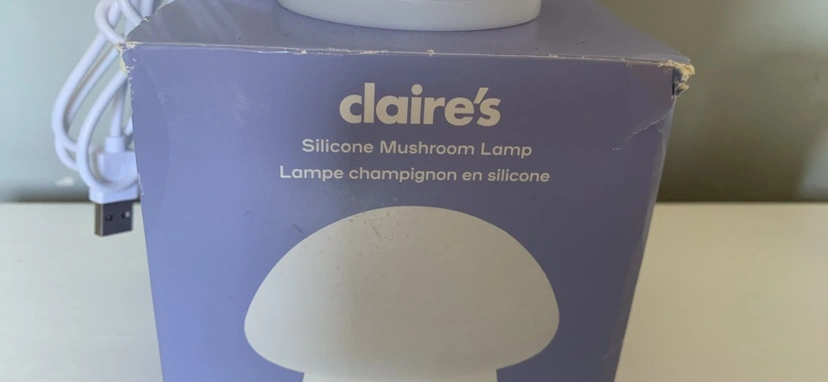 claire's
Silicone Mushroom Lamp
Lampe champignon en silicone